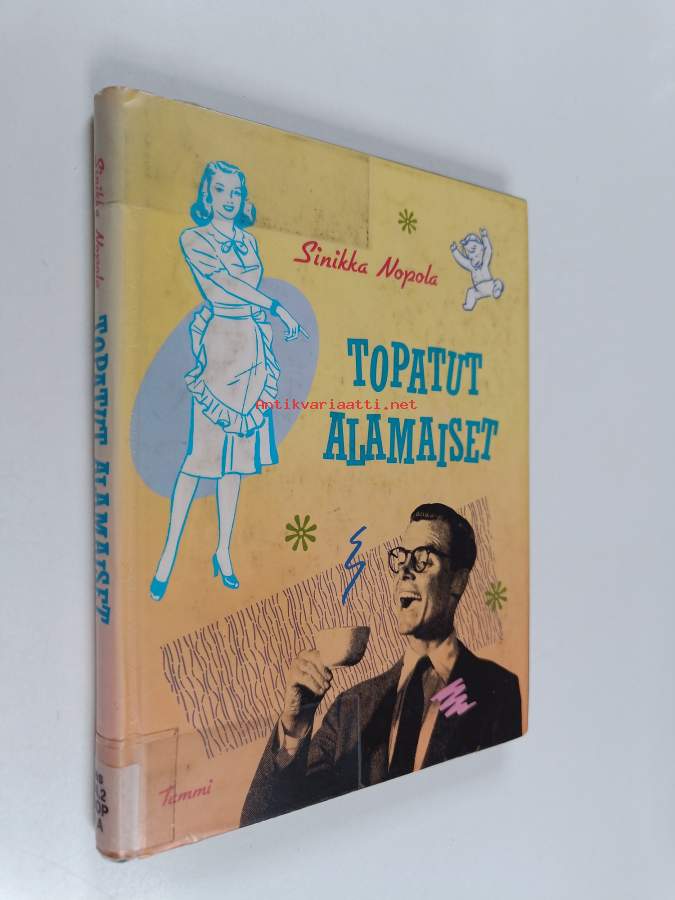 Sinikka Nopola
TOPATUT
ALAMAISET
Tammi
Sinikka Nopola
TOPATUT ALAMAISET
Antikvariaatti.net